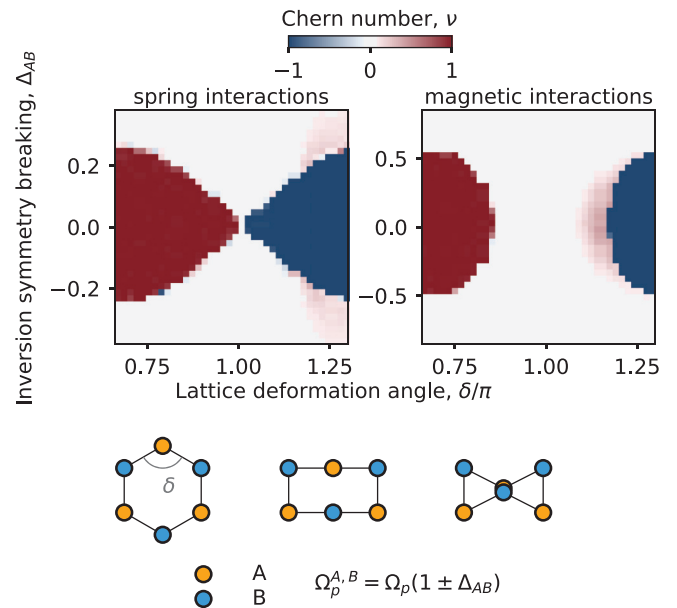 Chern number, ν
−1 0 1
spring interactions
magnetic interactions
Inversion symmetry breaking, Δ_AB
0.2
0.0
−0.2
0.5
0.0
−0.5
0.75 1.00 1.25
0.75 1.00 1.25
Lattice deformation angle, δ/π
δ
A
B
Ω_p^{A,B} = Ω_p(1 ± Δ_AB)